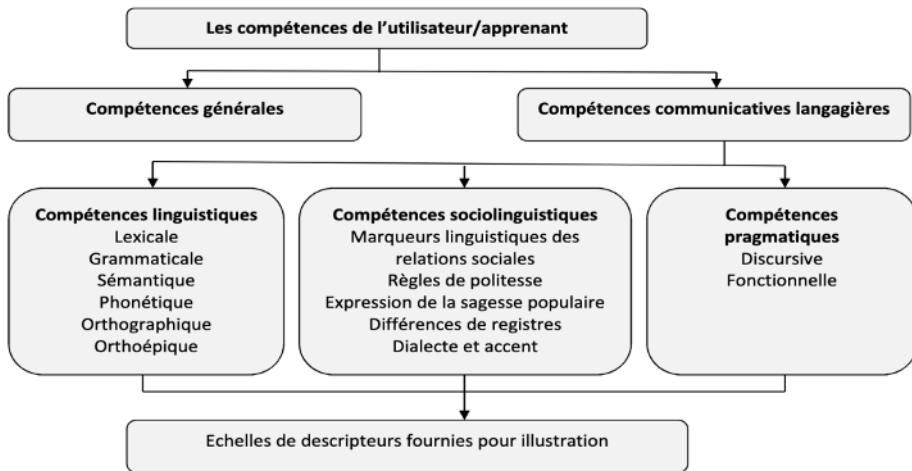 Les compétences de l’utilisateur/apprenant
Compétences générales
Compétences communicatives langagières
Compétences linguistiques
Lexicale
Grammaticale
Sémantique
Phonétique
Orthographique
Orthoépique
Compétences sociolinguistiques
Marqueurs linguistiques des
relations sociales
Règles de politesse
Expression de la sagesse populaire
Différences de registres
Dialecte et accent
Compétences
pragmatiques
Discursive
Fonctionnelle
Echelles de descripteurs fournies pour illustration